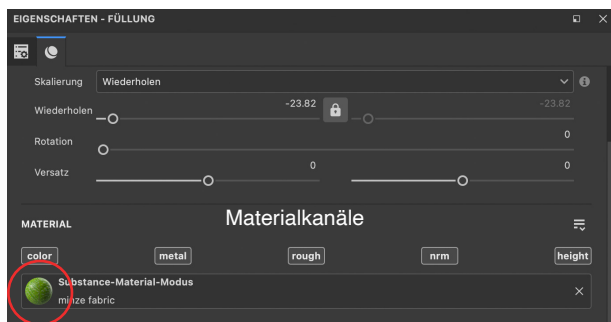 EIGENSCHAFTEN - FÜLLUNG
Skalierung Wiederholen
Wiederholen -23.82 -23.82
Rotation 0
Versatz 0 0
MATERIAL Materialkanäle
color metal rough nrm height
Substance-Material-Modus
minze fabric